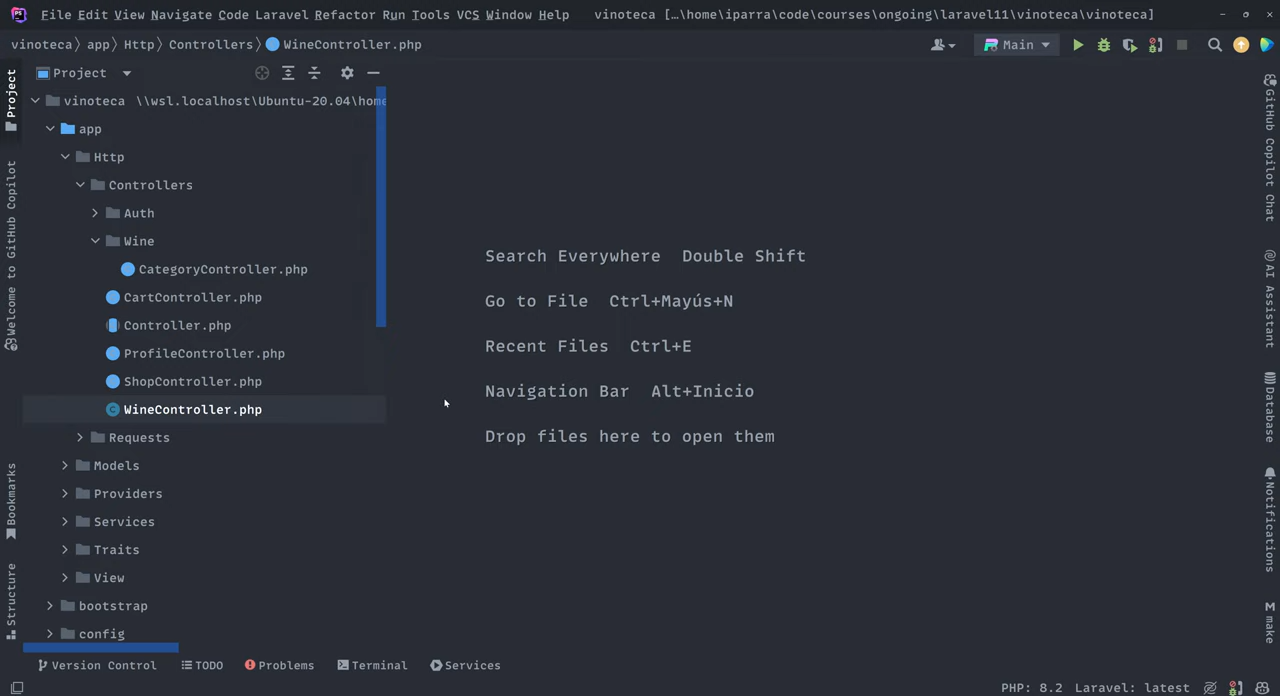 PS File Edit View Navigate Code Laravel Refactor Run Tools VCS Window Help vinoteca […\home\iparra\code\courses\ongoing\laravel11\vinoteca\vinoteca]
vinoteca app Http Controllers WineController.php Main
Project
vinoteca \\wsl.localhost\Ubuntu-20.04\home
app
Http
Controllers
Auth
Wine
CategoryController.php
CartController.php
Controller.php
ProfileController.php
ShopController.php
C WineController.php
Requests
Models
Providers
Services
Traits
View
bootstrap
config
Search Everywhere Double Shift
Go to File Ctrl+Mayús+N
Recent Files Ctrl+E
Navigation Bar Alt+Inicio
Drop files here to open them
Project
Welcome to GitHub Copilot
Bookmarks
Structure
GitHub Copilot Chat
AI Assistant
Database
Notifications
M make
Version Control TODO Problems Terminal Services
PHP: 8.2 Laravel: latest